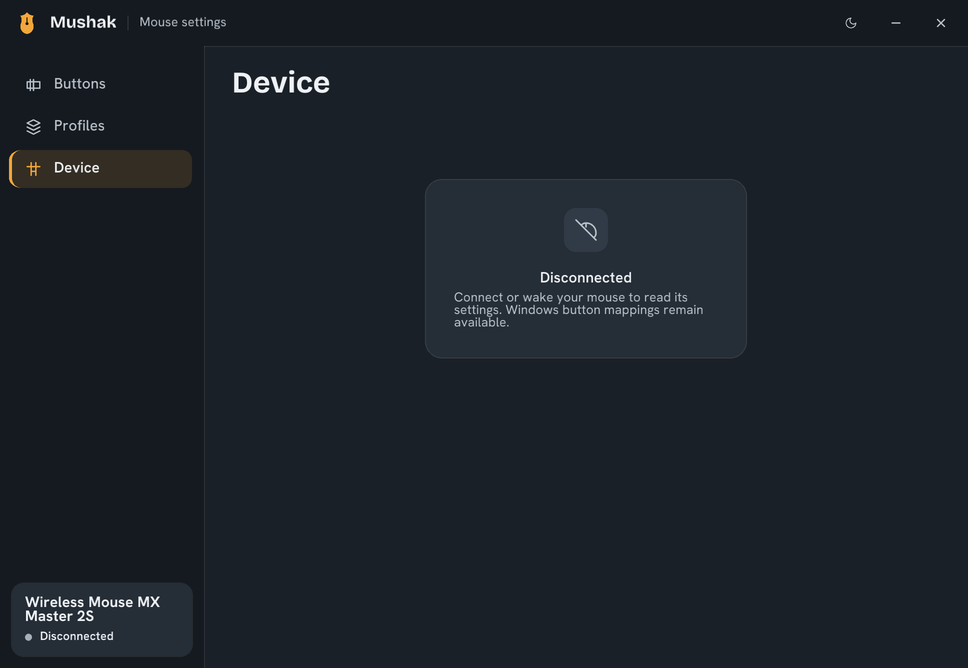 Mushak
Mouse settings
Buttons
Profiles
Device
Device
Disconnected
Connect or wake your mouse to read its
settings. Windows button mappings remain
available.
Wireless Mouse MX
Master 2S
Disconnected